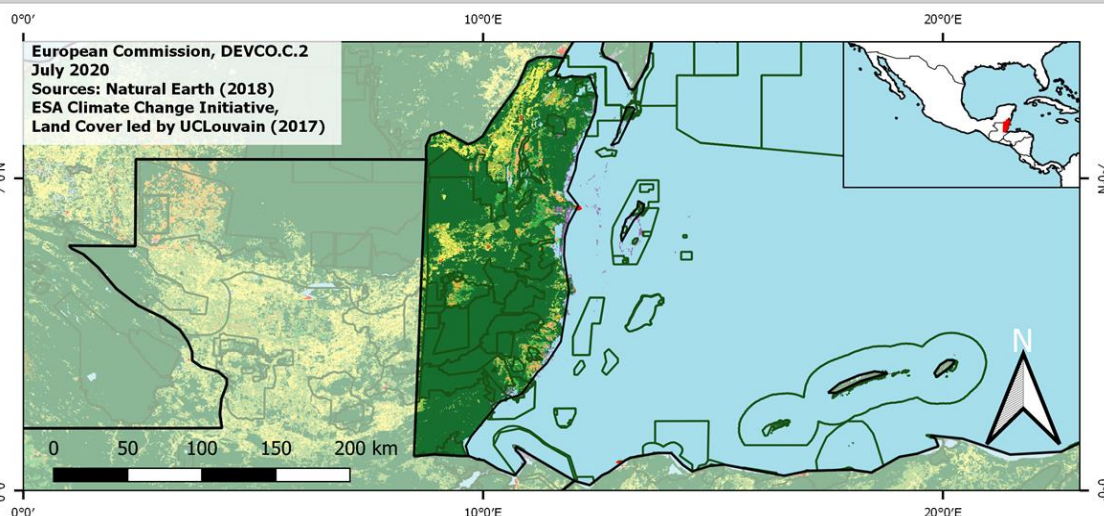 0°0′ 10°0′E 20°0′E
European Commission, DEVCO.C.2
July 2020
Sources: Natural Earth (2018)
ESA Climate Change Initiative,
Land Cover led by UCLouvain (2017)
N
0 50 100 150 200 km
0°0′ 10°0′E 20°0′E